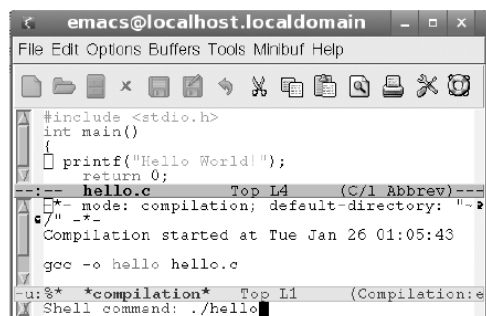 emacs@localhost.localdomain
File Edit Options Buffers Tools Minibuf Help
#include <stdio.h>
int main()
{
printf("Hello World!");
return 0;
--:-- hello.c Top L4 (C/l Abbrev)---
-*- mode: compilation; default-directory: "~
/" -*-
Compilation started at Tue Jan 26 01:05:43
gcc -o hello hello.c
-u:%* *compilation* Top L1 (Compilation:e
Shell command: ./hello